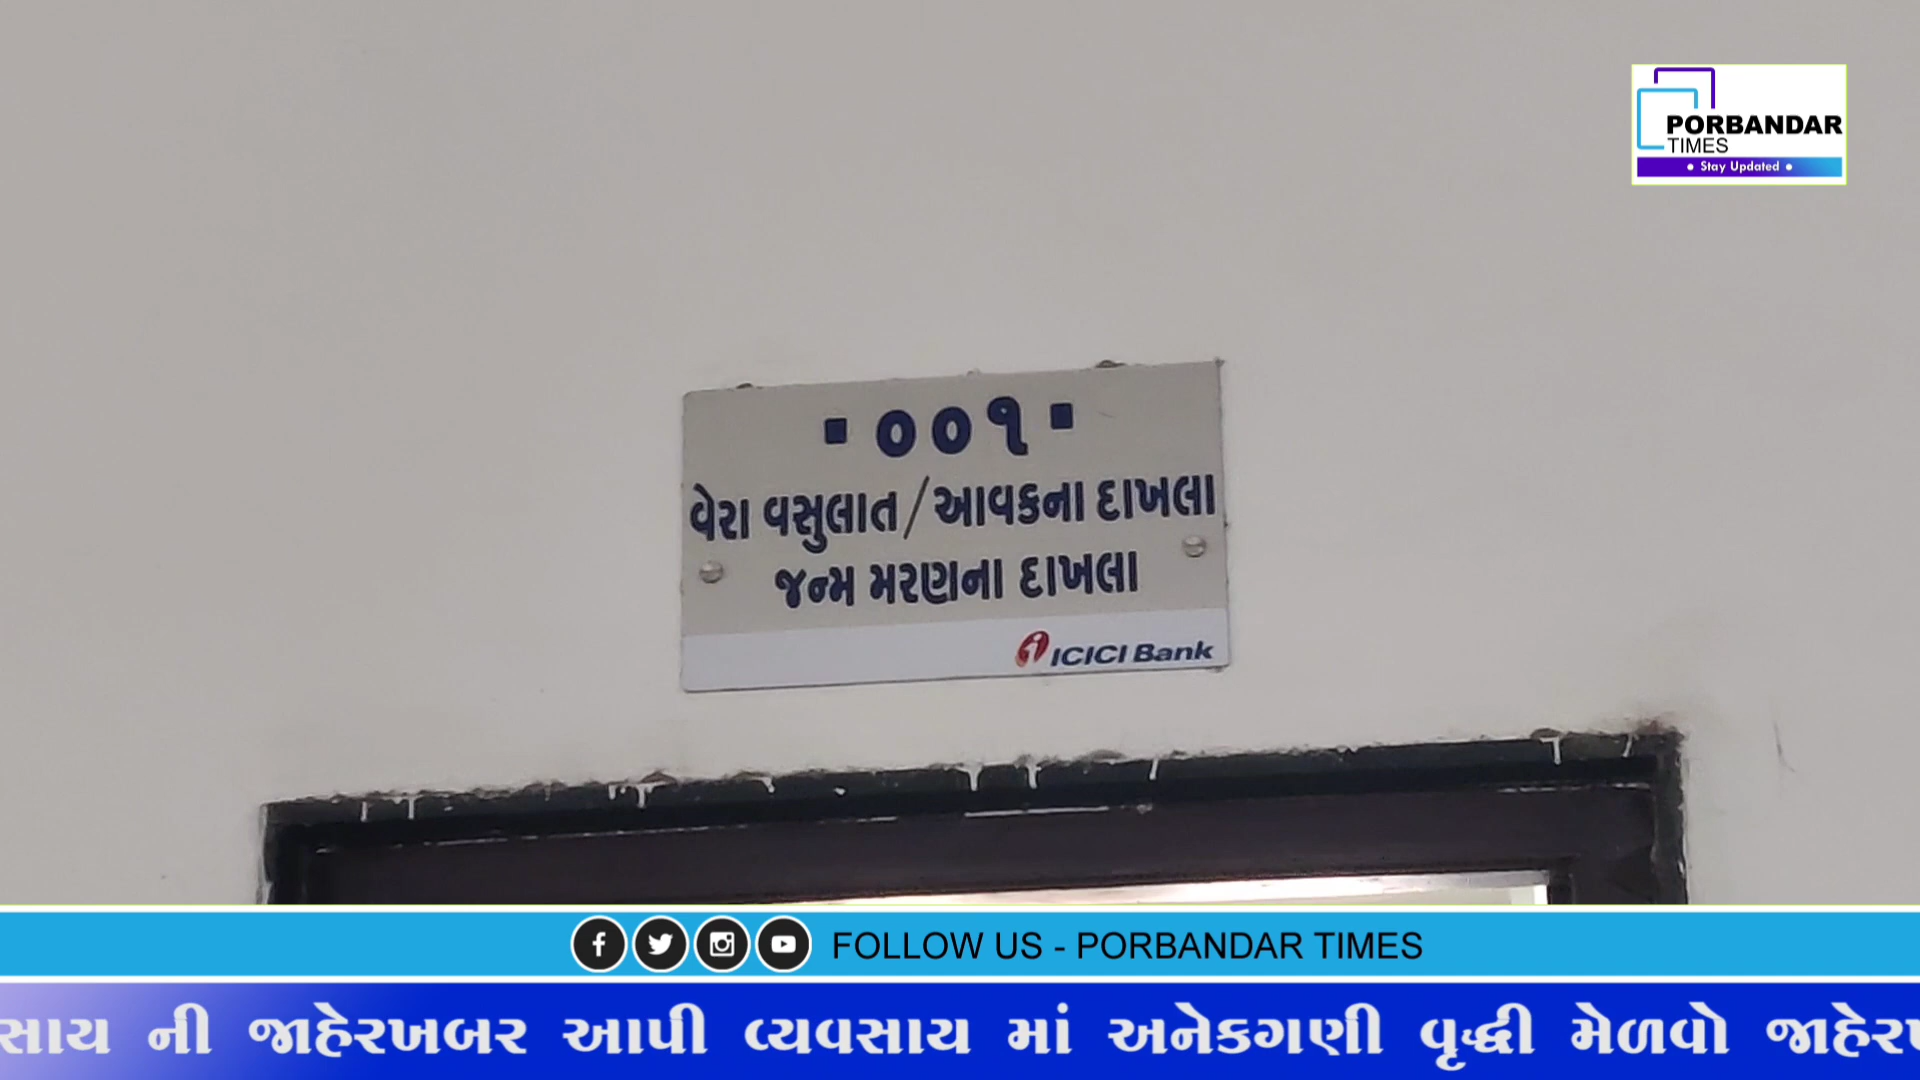 PORBANDAR
TIMES
• Stay Updated •
▪ ૦૦૧ ▪
વેરા વસુલાત/આવકના દાખલા
જન્મ મરણના દાખલા
ICICI Bank
FOLLOW US - PORBANDAR TIMES
ની જાહેરખબર આપી વ્યવસાય માં અનેકગણી વૃદ્ધી મેળવો